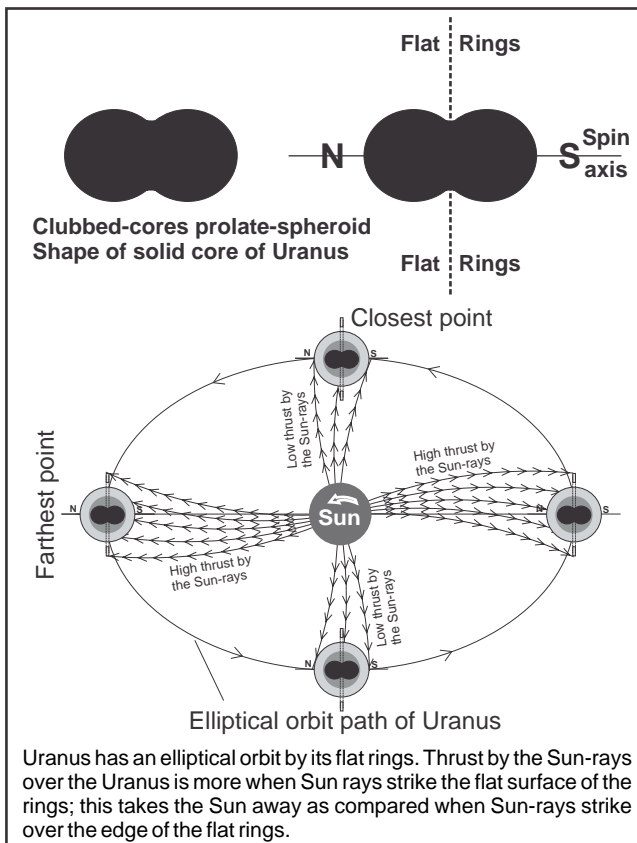 Flat Rings
N S Spin
axis
Clubbed-cores prolate-spheroid
Shape of solid core of Uranus
Flat Rings
Closest point
N S
Low thrust by
the Sun-rays
High thrust by
the Sun-rays
Farthest point
N S
Sun
N S
High thrust by
the Sun-rays
Low thrust by
the Sun-rays
N S
Elliptical orbit path of Uranus
Uranus has an elliptical orbit by its flat rings. Thrust by the Sun-rays
over the Uranus is more when Sun rays strike the flat surface of the
rings; this takes the Sun away as compared when Sun-rays strike
over the edge of the flat rings.